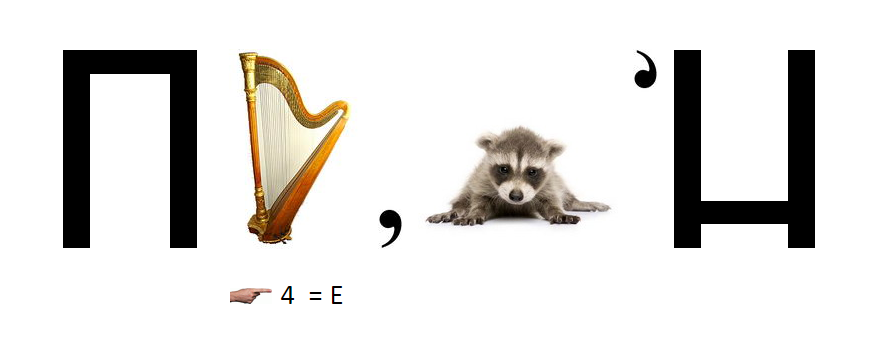 П , ’ Н
4 = Е